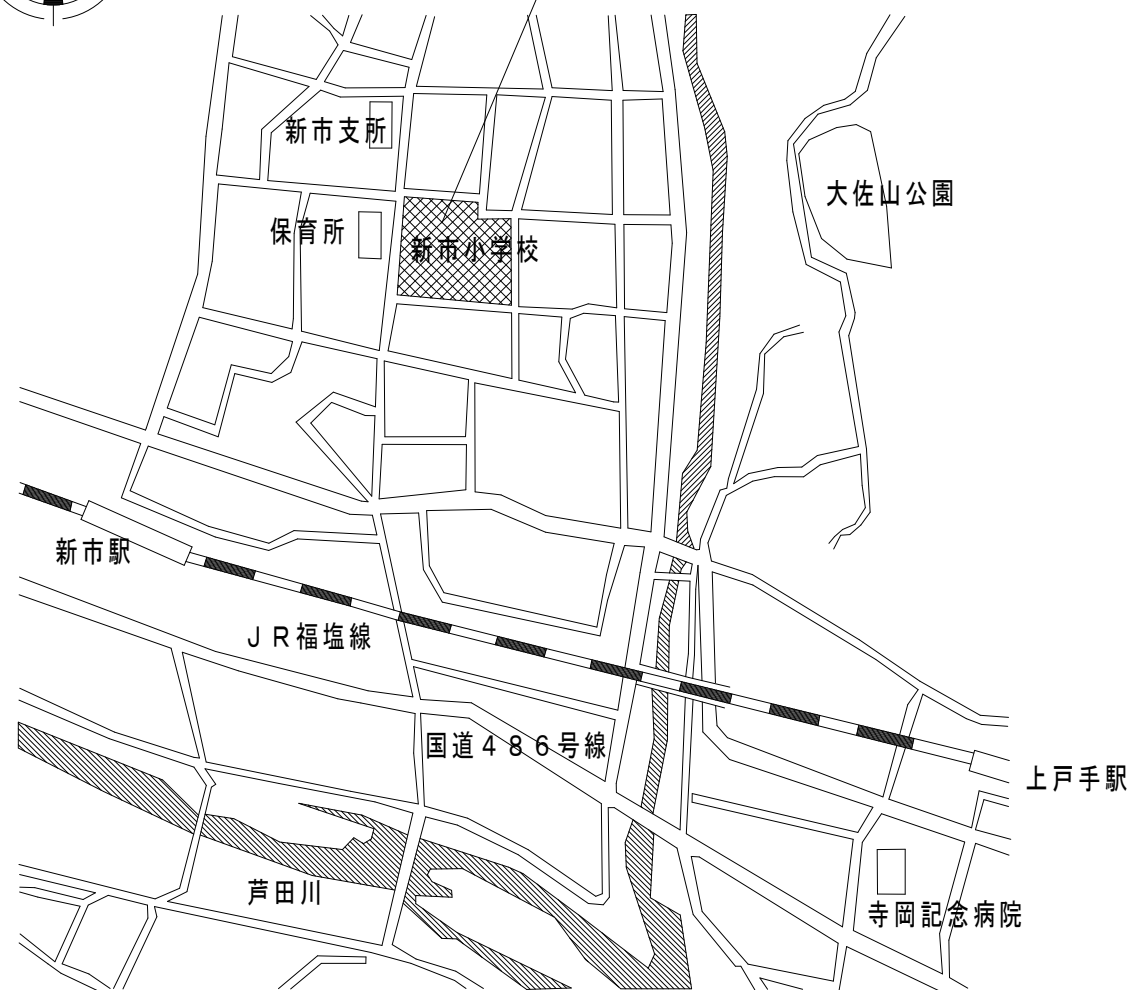 新市支所
大佐山公園
保育所
新市小学校
新市駅
ＪＲ福塩線
国道４８６号線
上戸手駅
芦田川
寺岡記念病院